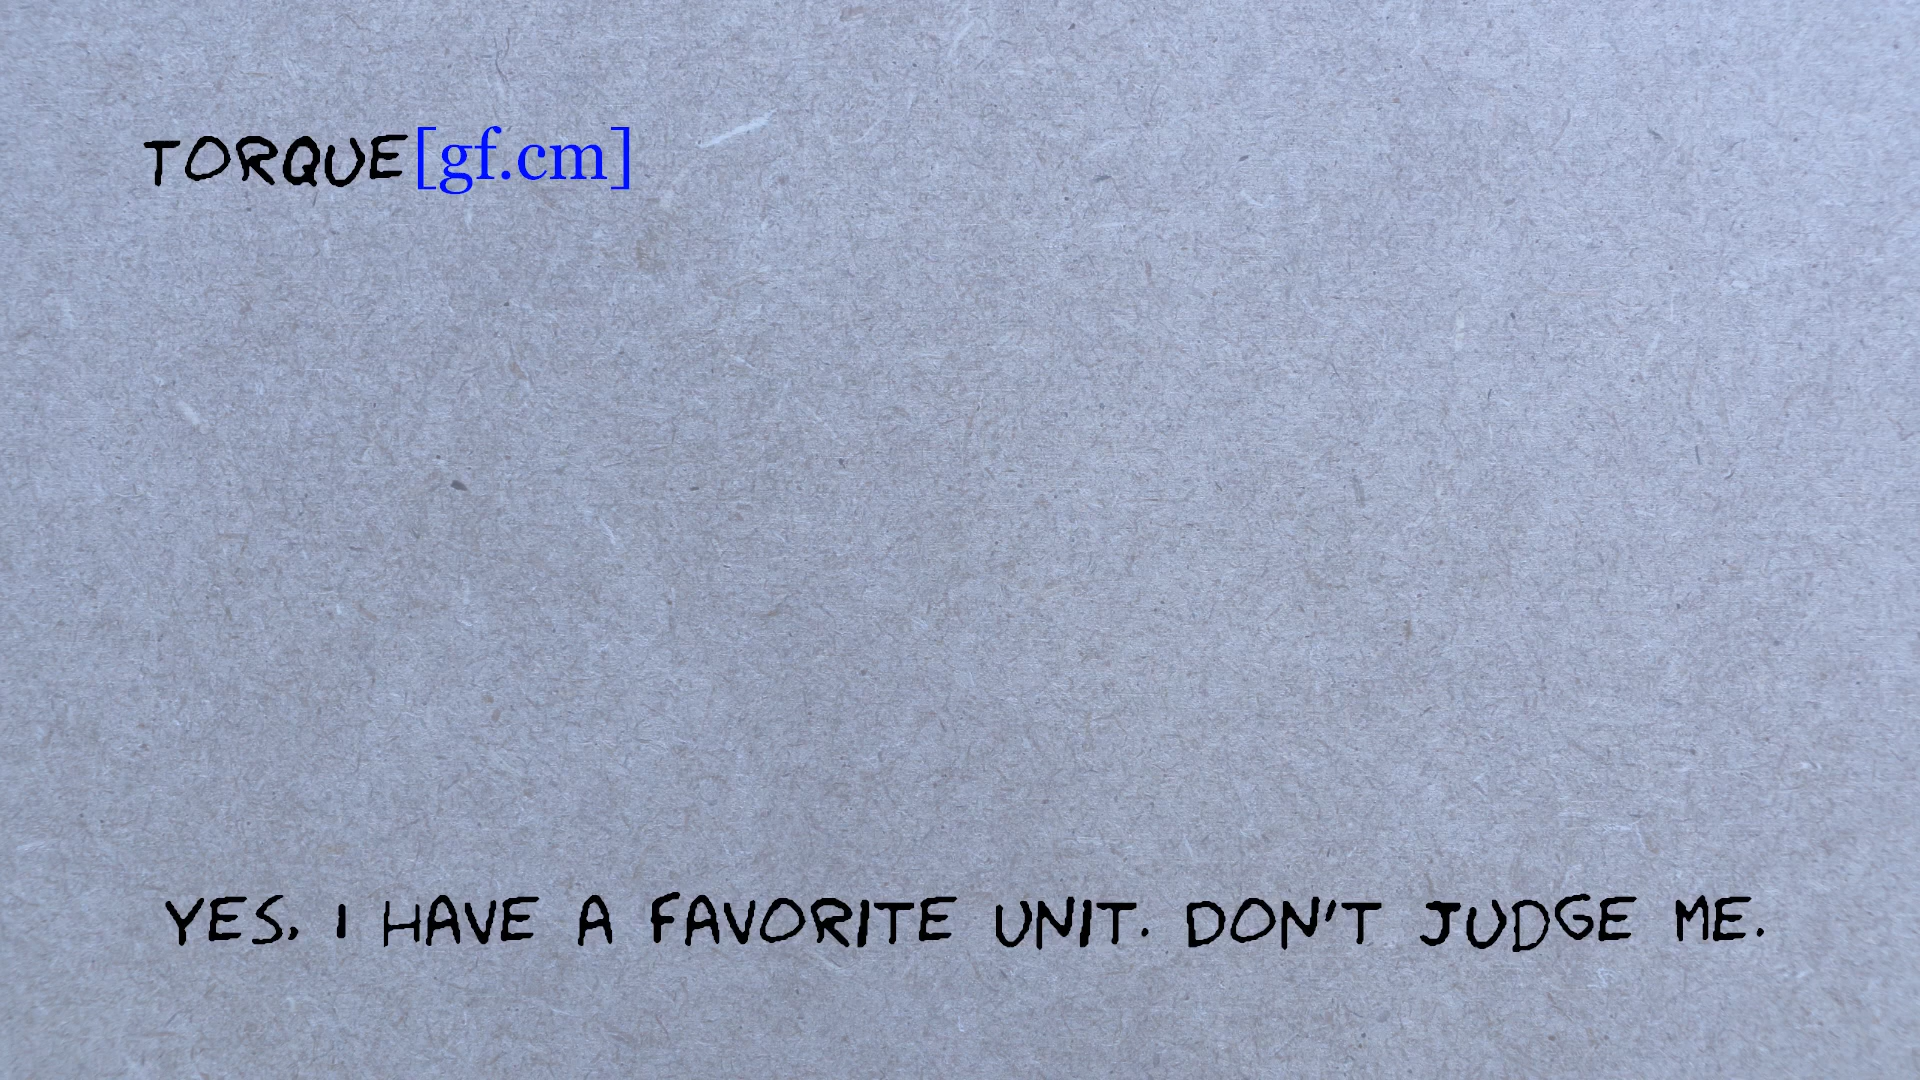 TORQUE[gf.cm]
YES, I HAVE A FAVORITE UNIT. DON'T JUDGE ME.